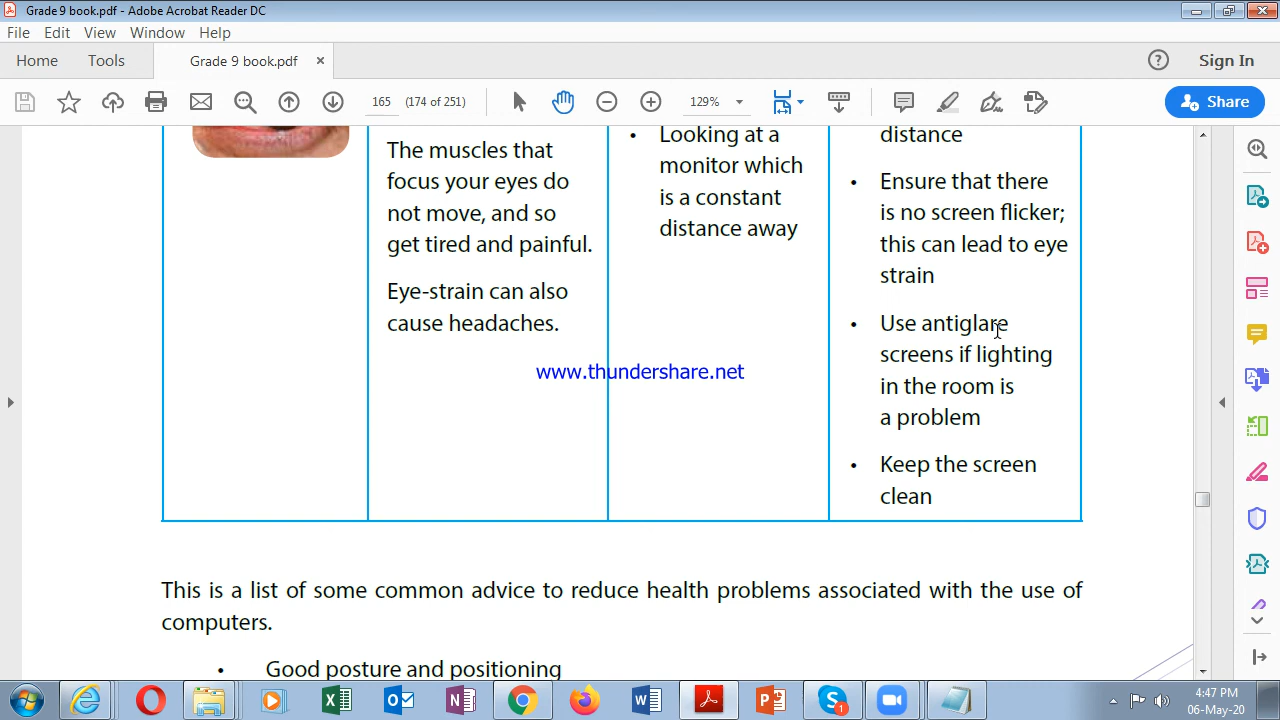 Grade 9 book.pdf - Adobe Acrobat Reader DC
File Edit View Window Help
Home Tools Grade 9 book.pdf × ? Sign In
165 (174 of 251) 129% Share
The muscles that
focus your eyes do
not move, and so
get tired and painful.
Eye-strain can also
cause headaches.
• Looking at a
monitor which
is a constant
distance away
distance
• Ensure that there
is no screen flicker;
this can lead to eye
strain
• Use antiglare
screens if lighting
in the room is
a problem
• Keep the screen
clean
www.thundershare.net
This is a list of some common advice to reduce health problems associated with the use of
computers.
• Good posture and positioning
4:47 PM
06-May-20